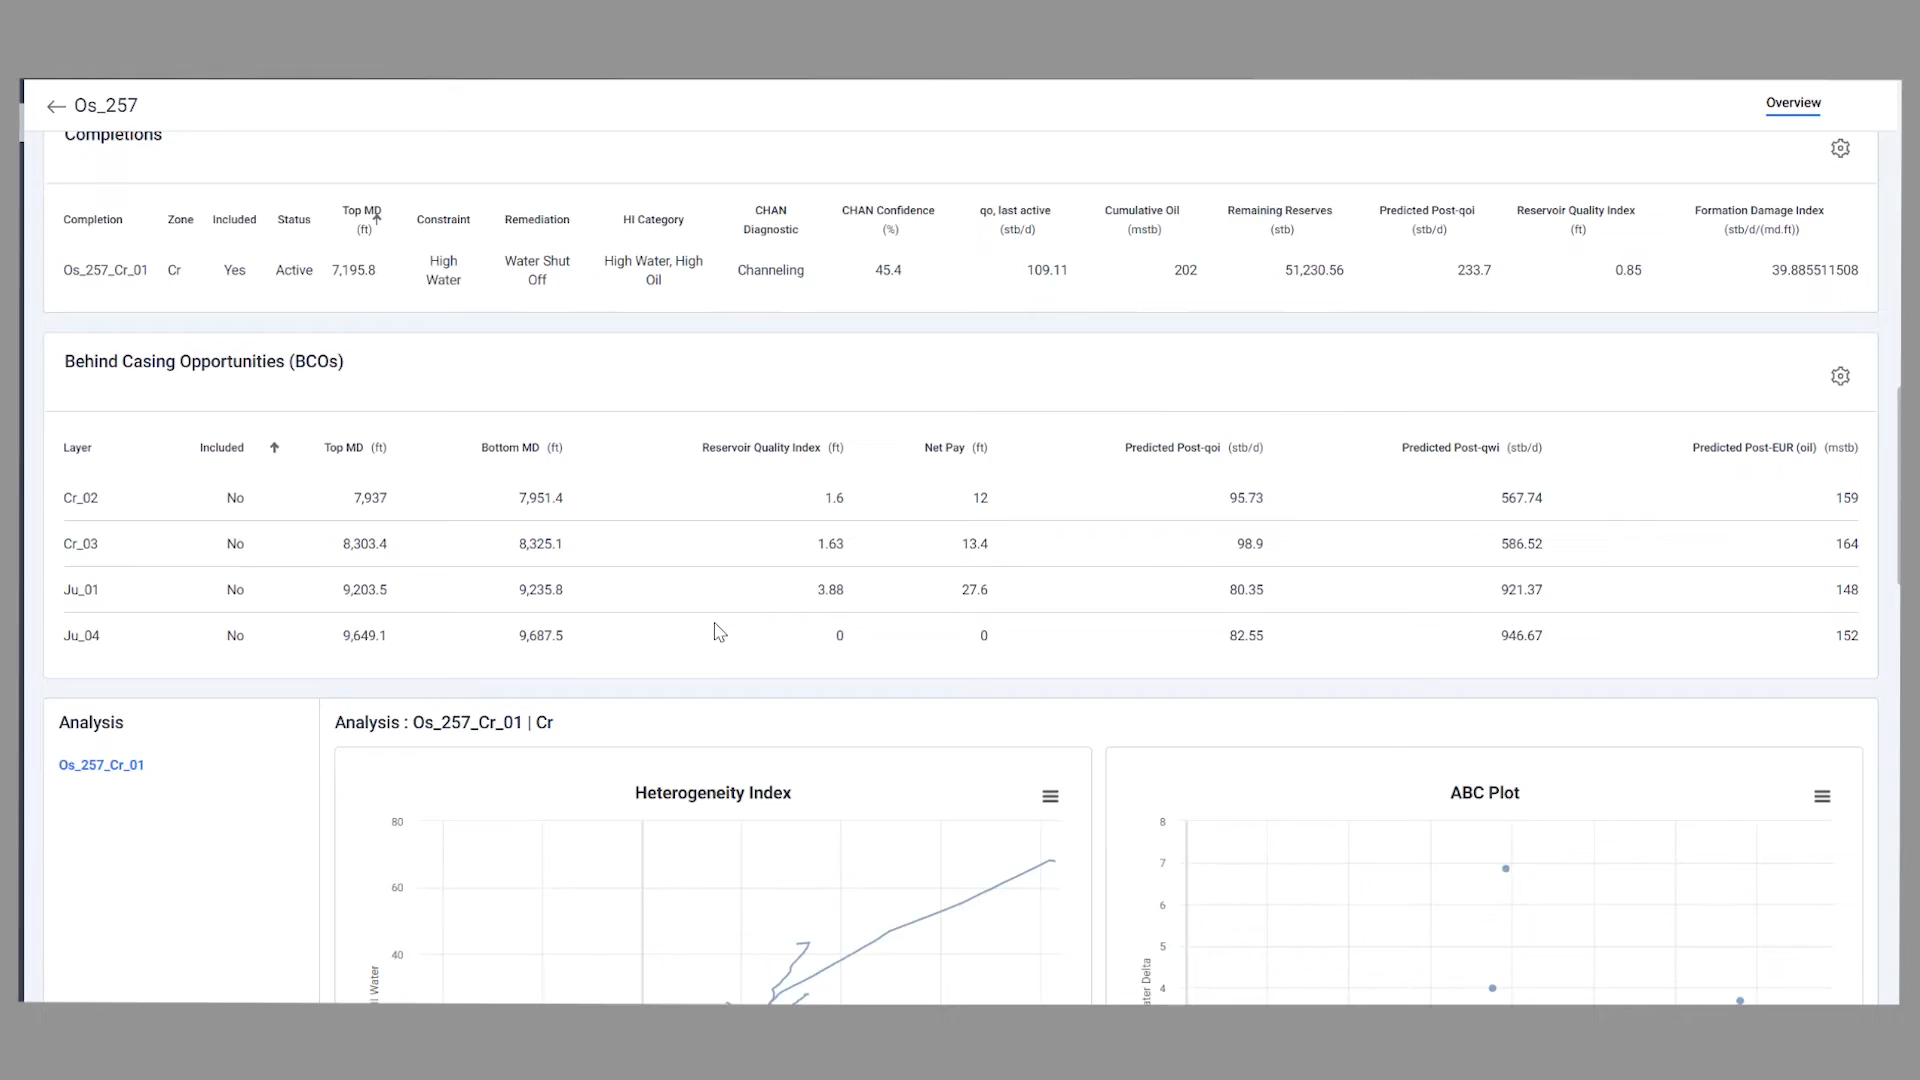 Os_257
Overview
Completions
Completion Zone Included Status Top MD (ft) Constraint Remediation HI Category CHAN Diagnostic CHAN Confidence (%) qo, last active (stb/d) Cumulative Oil (mstb) Remaining Reserves (stb) Predicted Post-qoi (stb/d) Reservoir Quality Index (ft) Formation Damage Index (stb/d/(md.ft))
Os_257_Cr_01 Cr Yes Active 7,195.8 High Water Water Shut Off High Water, High Oil Channeling 45.4 109.11 202 51,230.56 233.7 0.85 39.885511508
Behind Casing Opportunities (BCOs)
Layer Included Top MD (ft) Bottom MD (ft) Reservoir Quality Index (ft) Net Pay (ft) Predicted Post-qoi (stb/d) Predicted Post-qwi (stb/d) Predicted Post-EUR (oil) (mstb)
Cr_02 No 7,937 7,951.4 1.6 12 95.73 567.74 159
Cr_03 No 8,303.4 8,325.1 1.63 13.4 98.9 586.52 164
Ju_01 No 9,203.5 9,235.8 3.88 27.6 80.35 921.37 148
Ju_04 No 9,649.1 9,687.5 0 0 82.55 946.67 152
Analysis
Os_257_Cr_01
Analysis : Os_257_Cr_01 | Cr
Heterogeneity Index
80
60
40
Water
ABC Plot
8
7
6
5
4
Delta